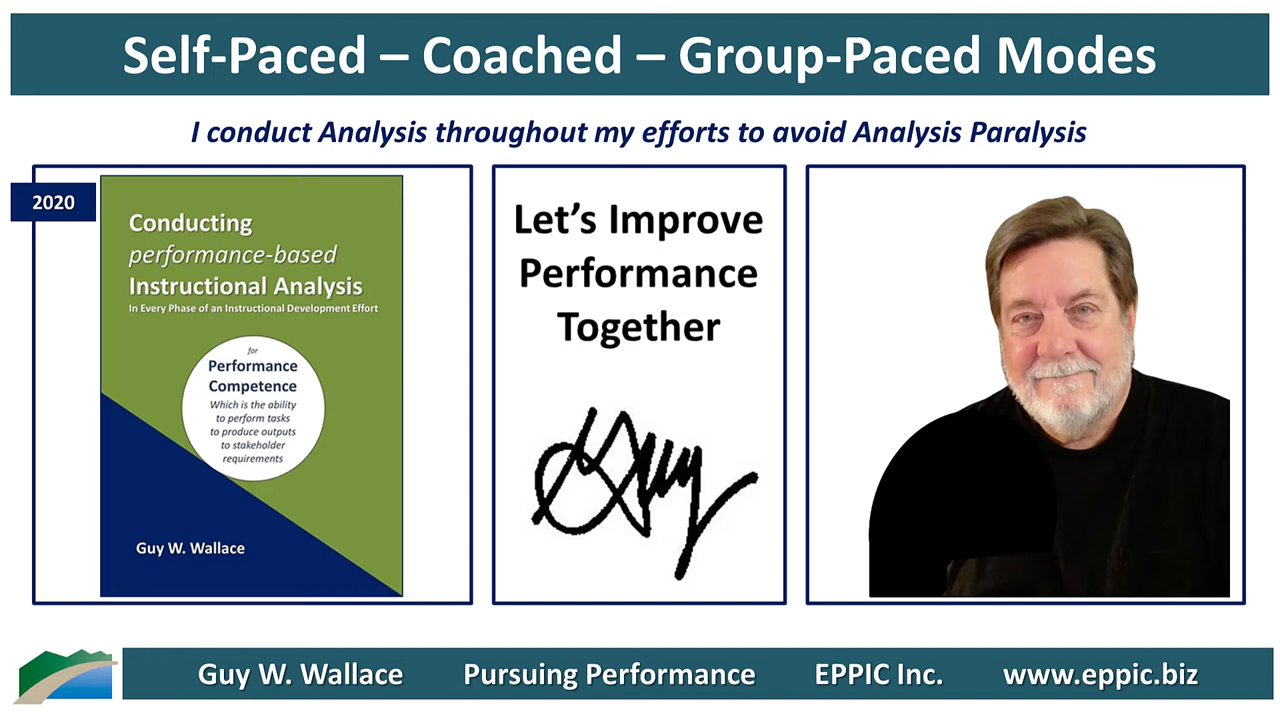 Self-Paced – Coached – Group-Paced Modes
I conduct Analysis throughout my efforts to avoid Analysis Paralysis
2020
Conducting
performance-based
Instructional Analysis
In Every Phase of an Instructional Development Effort
for
Performance
Competence
Which is the ability
to perform tasks
to produce outputs
to stakeholder
requirements
Guy W. Wallace
Let's Improve
Performance
Together
Guy
Guy W. Wallace Pursuing Performance EPPIC Inc. www.eppic.biz